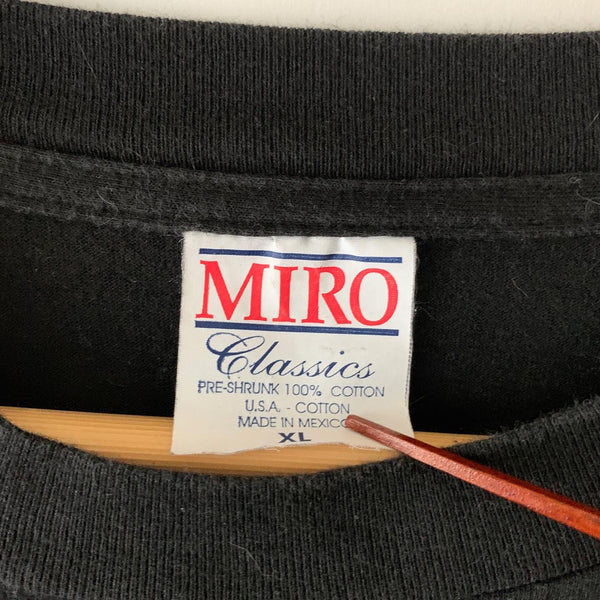 MIRO
Classics
PRE-SHRUNK 100% COTTON
U.S.A. - COTTON
MADE IN MEXICO
XL